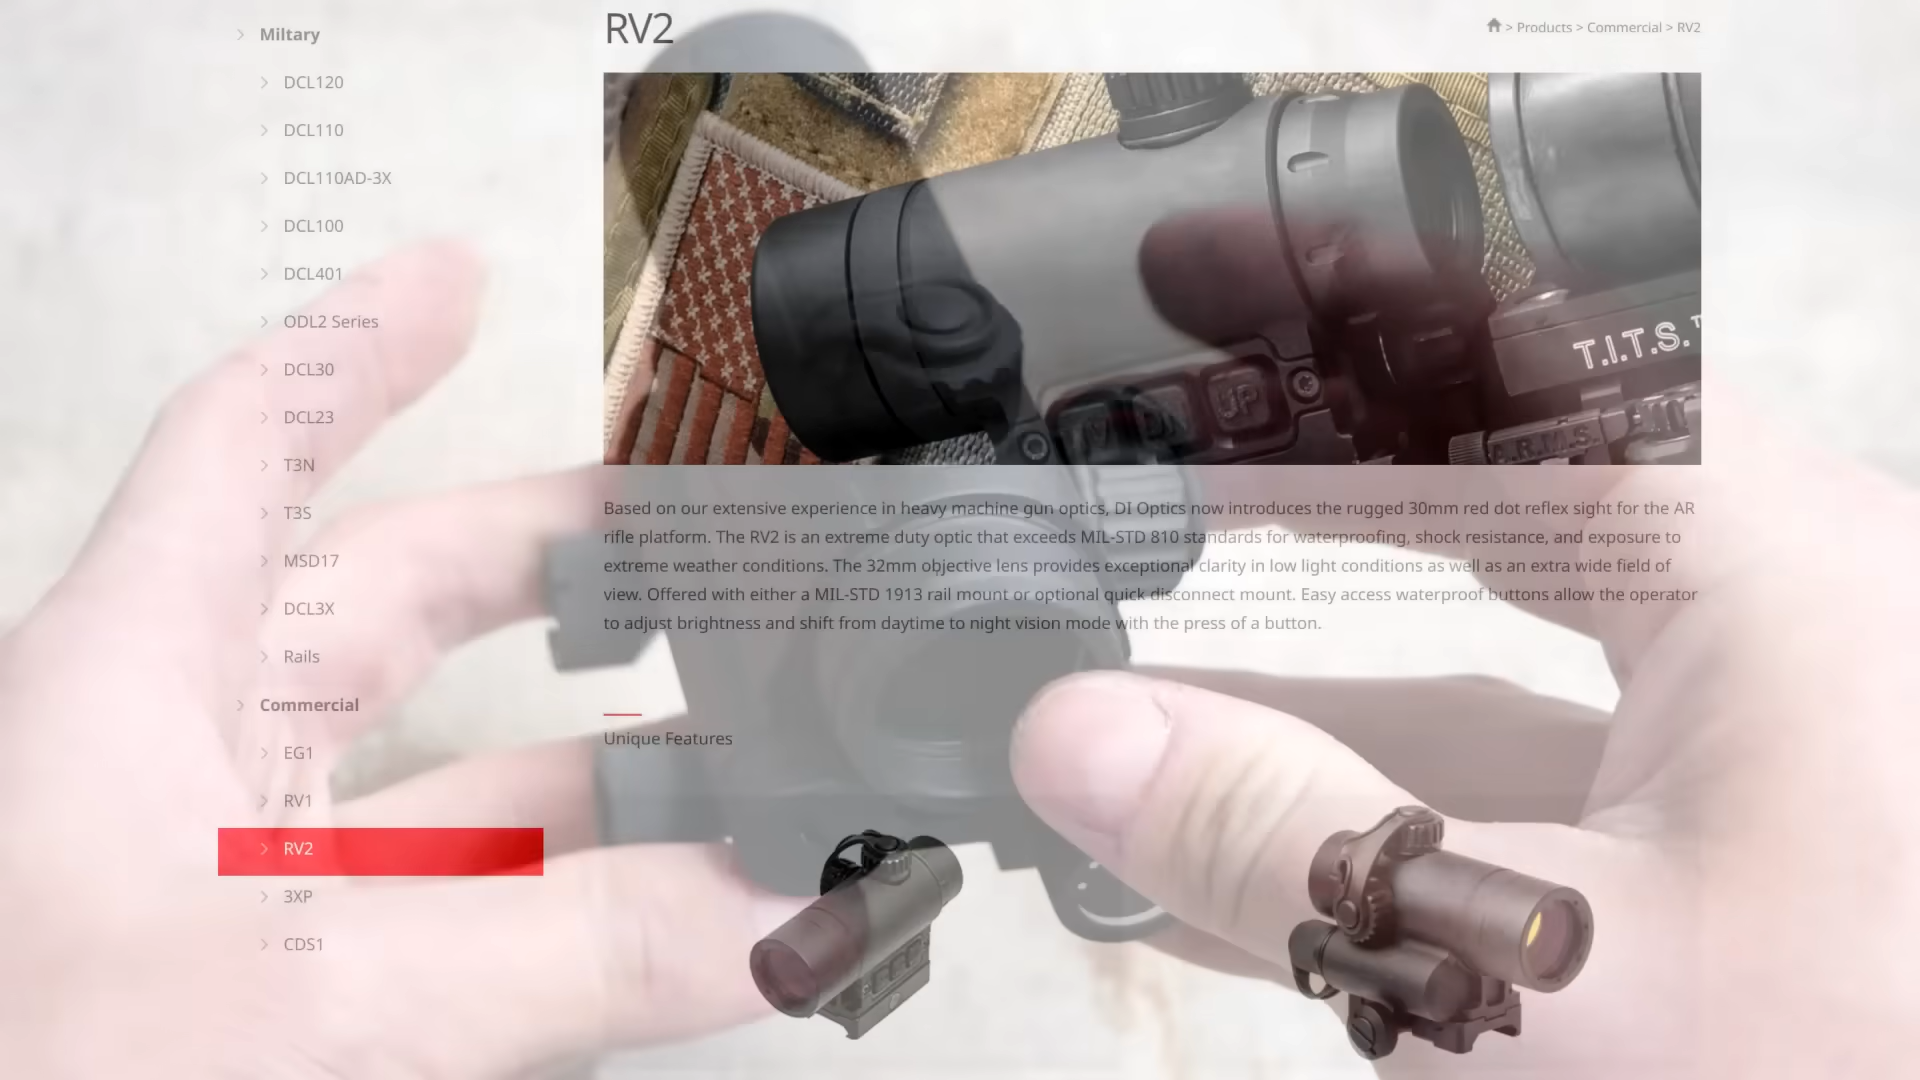 Miltary
DCL120
DCL110
DCL110AD-3X
DCL100
DCL401
ODL2 Series
DCL30
DCL23
T3N
T3S
MSD17
DCL3X
Rails
Commercial
EG1
RV1
RV2
3XP
CDS1
RV2
> Products > Commercial > RV2
T.I.T.S.™
NV
DN
UP
A.R.M.S.
Based on our extensive experience in heavy machine gun optics, DI Optics now introduces the rugged 30mm red dot reflex sight for the AR
rifle platform. The RV2 is an extreme duty optic that exceeds MIL-STD 810 standards for waterproofing, shock resistance, and exposure to
extreme weather conditions. The 32mm objective lens provides exceptional clarity in low light conditions as well as an extra wide field of
view. Offered with either a MIL-STD 1913 rail mount or optional quick disconnect mount. Easy access waterproof buttons allow the operator
to adjust brightness and shift from daytime to night vision mode with the press of a button.
Unique Features